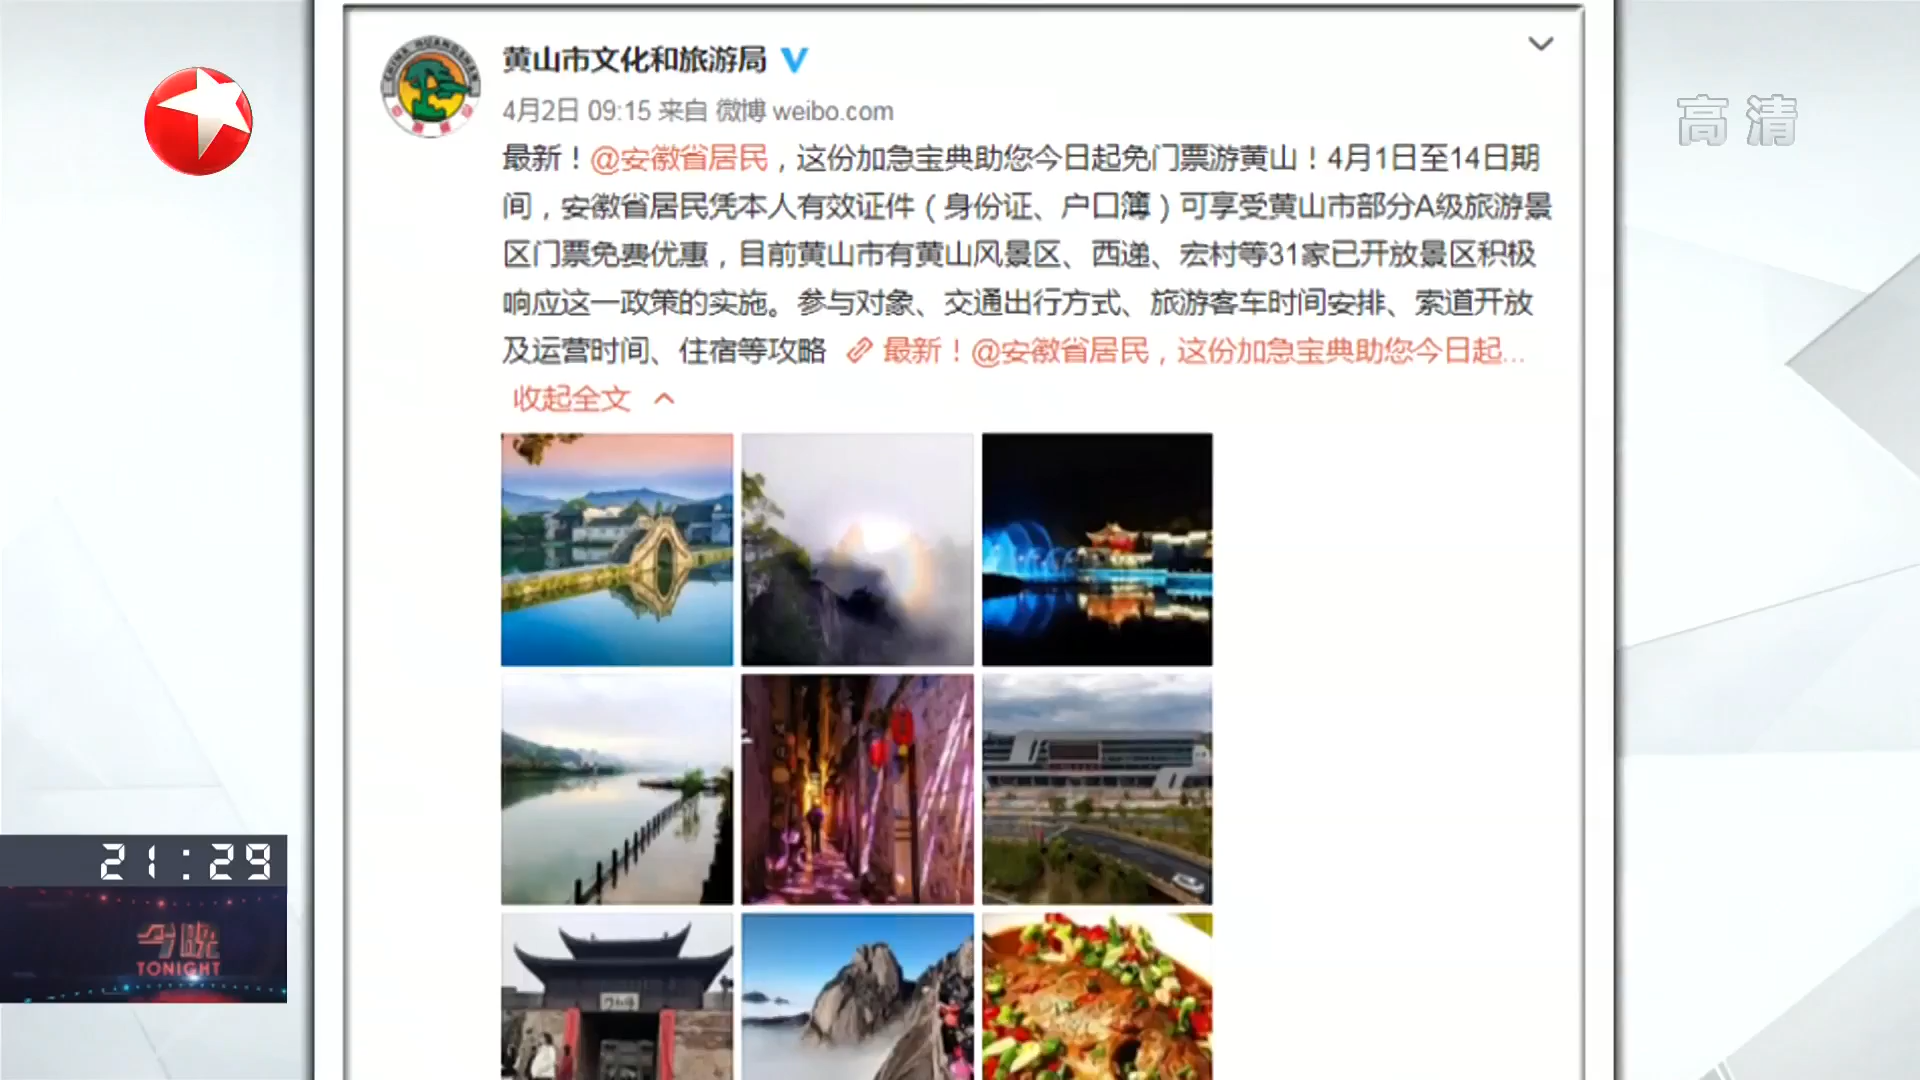 黄山市文化和旅游局
4月2日 09:15 来自 微博 weibo.com
最新！@安徽省居民，这份加急宝典助您今日起免门票游黄山！4月1日至14日期
间，安徽省居民凭本人有效证件（身份证、户口簿）可享受黄山市部分A级旅游景
区门票免费优惠，目前黄山市有黄山风景区、西递、宏村等31家已开放景区积极
响应这一政策的实施。参与对象、交通出行方式、旅游客车时间安排、索道开放
及运营时间、住宿等攻略 最新！@安徽省居民，这份加急宝典助您今日起...
收起全文
高清
21:29
今晚
TONIGHT